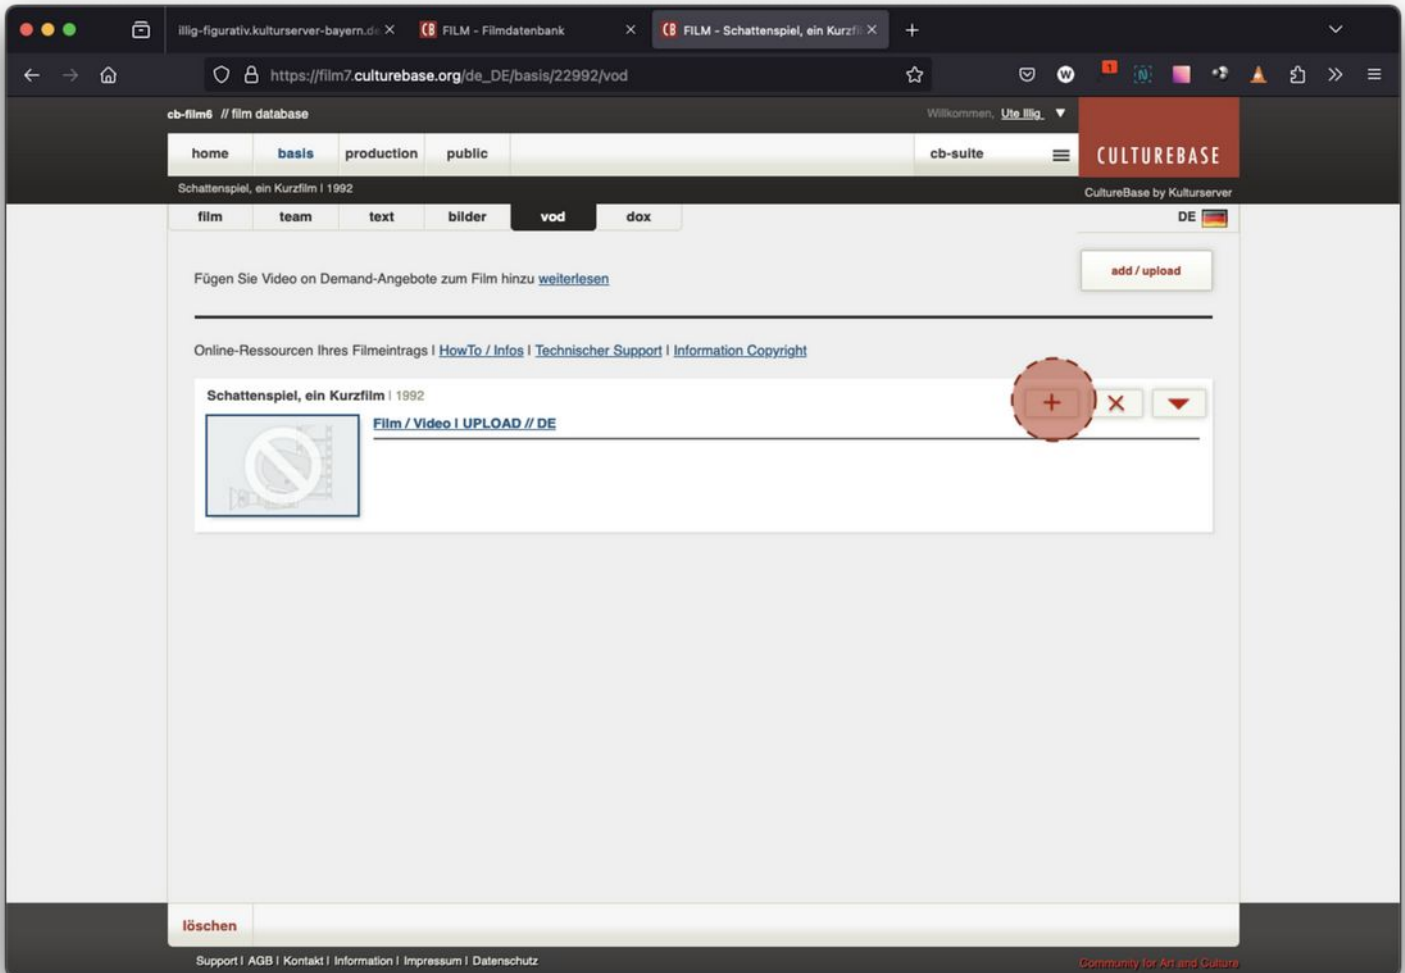 illig-figurativ.kulturserver-bayern.de
CB FILM - Filmdatenbank
CB FILM - Schattenspiel, ein Kurzfil
https://film7.culturebase.org/de_DE/basis/22992/vod
W
1
N
cb-film6 // film database
Willkommen, Ute Illig
home basis production public
cb-suite
CULTUREBASE
Schattenspiel, ein Kurzfilm | 1992
CultureBase by Kulturserver
film team text bilder vod dox
DE
Fügen Sie Video on Demand-Angebote zum Film hinzu weiterlesen
add / upload
Online-Ressourcen Ihres Filmeintrags | HowTo / Infos | Technischer Support | Information Copyright
Schattenspiel, ein Kurzfilm | 1992
Film / Video | UPLOAD // DE
löschen
Support | AGB | Kontakt | Information | Impressum | Datenschutz
Community for Art and Culture